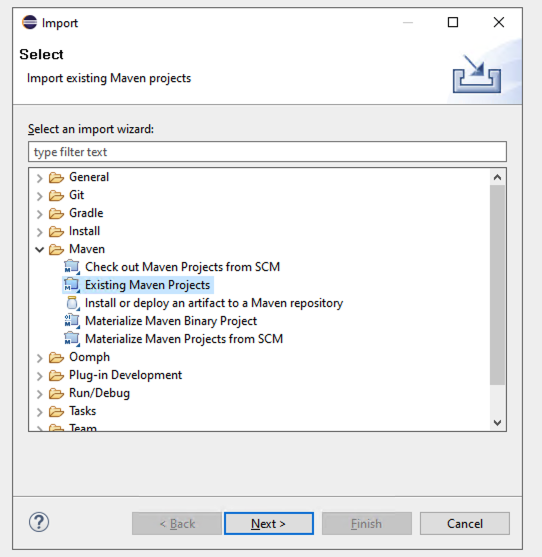 Import
Select
Import existing Maven projects
Select an import wizard:
type filter text
General
Git
Gradle
Install
Maven
Check out Maven Projects from SCM
Existing Maven Projects
Install or deploy an artifact to a Maven repository
Materialize Maven Binary Project
Materialize Maven Projects from SCM
Oomph
Plug-in Development
Run/Debug
Tasks
Team
?
< Back
Next >
Finish
Cancel